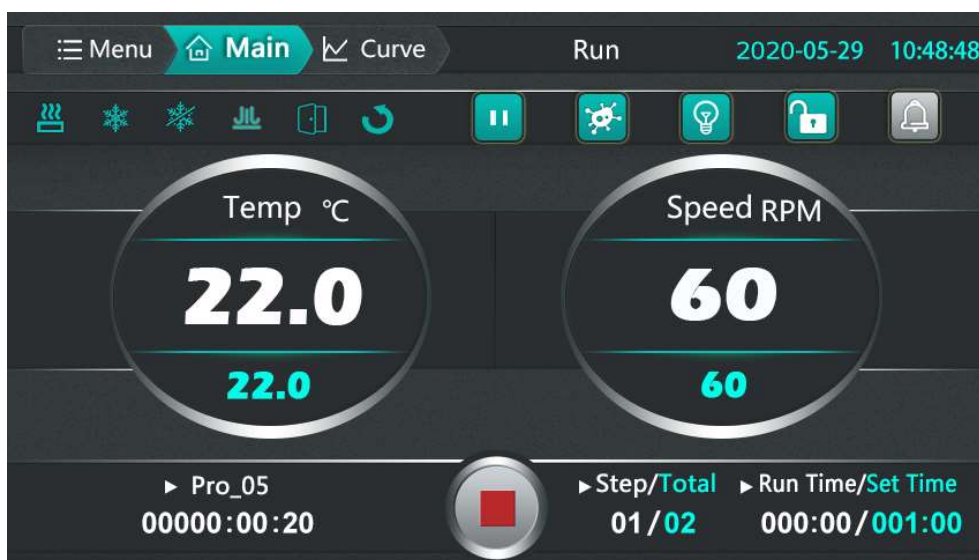 Menu Main Curve Run 2020-05-29 10:48:48
Temp ℃
22.0
22.0
Speed RPM
60
60
▶ Pro_05
00000:00:20
▶ Step/Total
01/02
▶ Run Time/Set Time
000:00/001:00